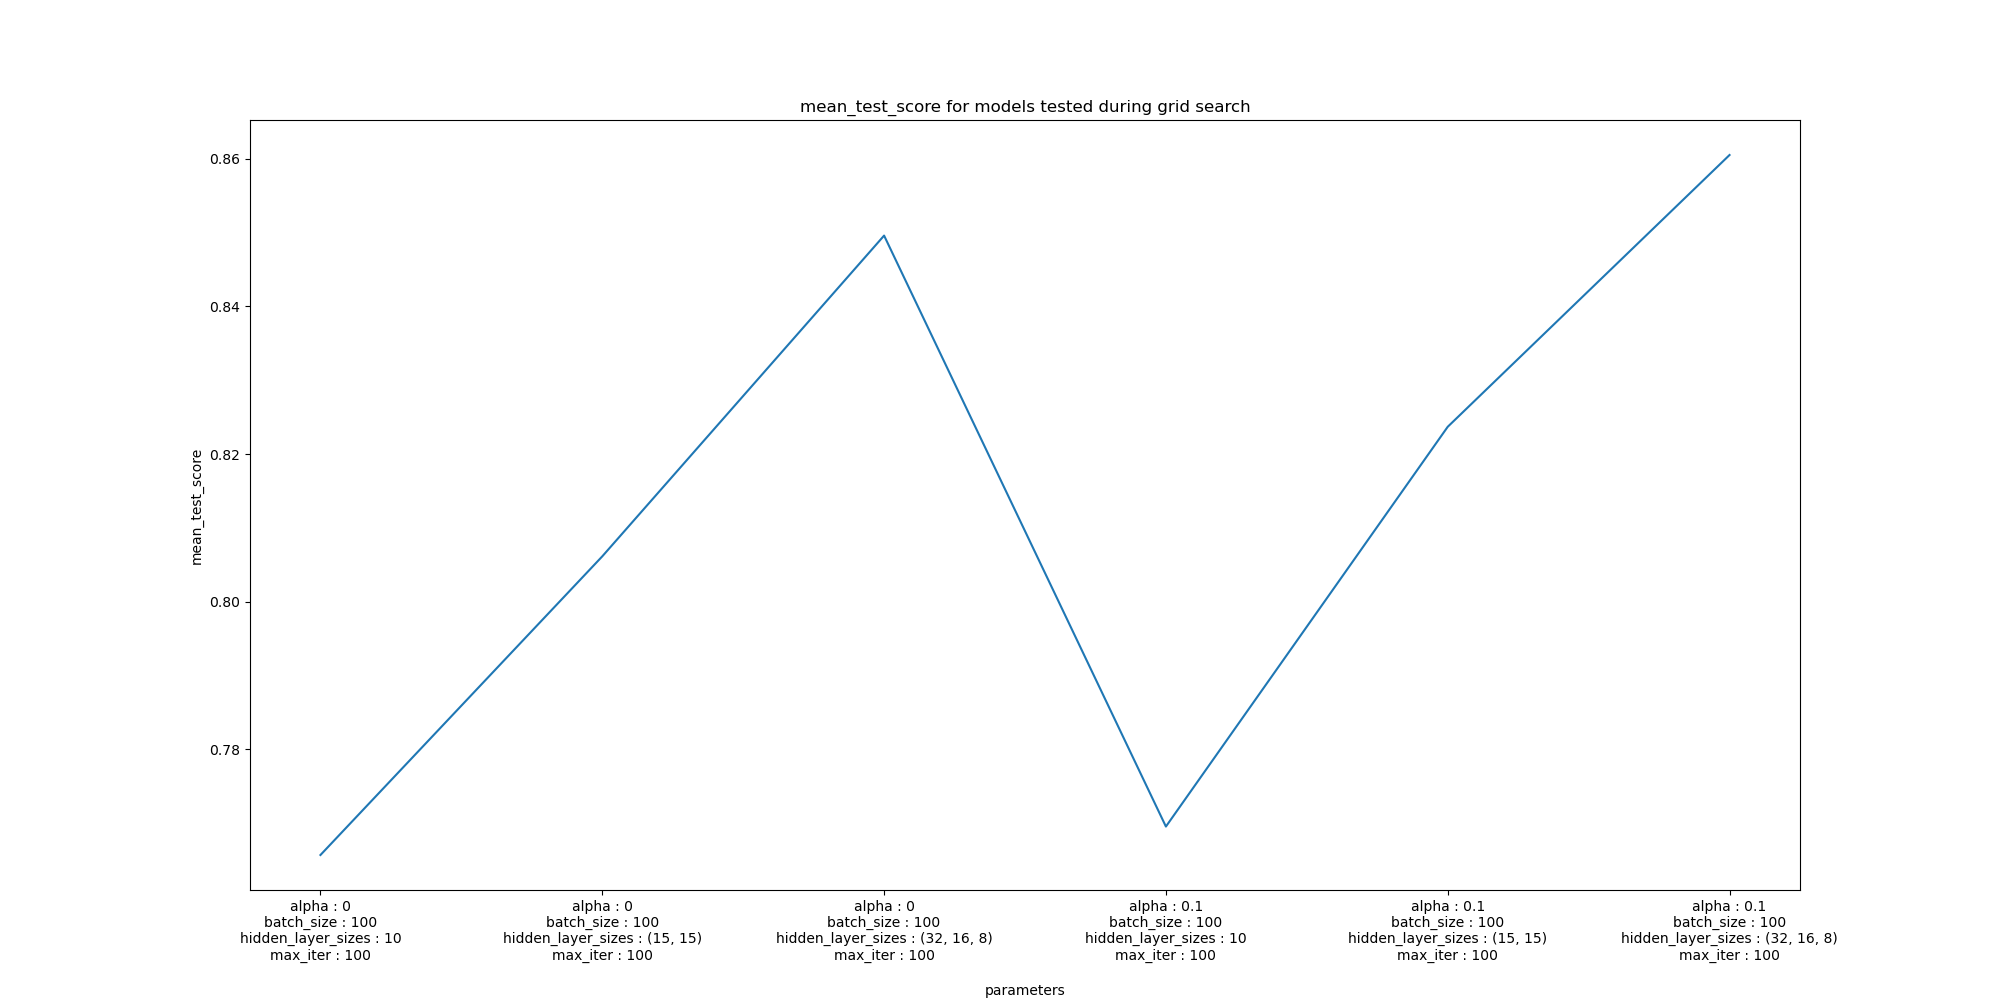 mean_test_score for models tested during grid search
0.86
0.84
0.82
0.80
0.78
mean_test_score
alpha : 0
batch_size : 100
hidden_layer_sizes : 10
max_iter : 100
alpha : 0
batch_size : 100
hidden_layer_sizes : (15, 15)
max_iter : 100
alpha : 0
batch_size : 100
hidden_layer_sizes : (32, 16, 8)
max_iter : 100
alpha : 0.1
batch_size : 100
hidden_layer_sizes : 10
max_iter : 100
alpha : 0.1
batch_size : 100
hidden_layer_sizes : (15, 15)
max_iter : 100
alpha : 0.1
batch_size : 100
hidden_layer_sizes : (32, 16, 8)
max_iter : 100
parameters